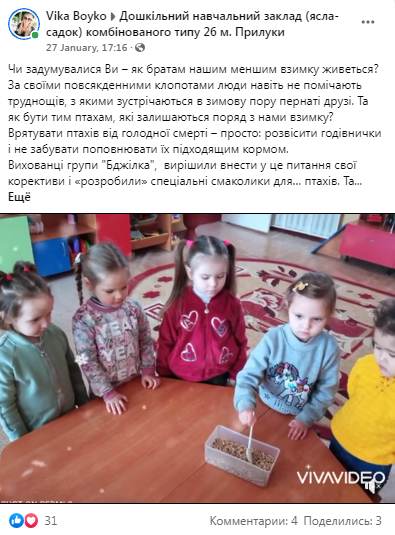 Vika Boyko ▸ Дошкільний навчальний заклад (ясла-
садок) комбінованого типу 26 м. Прилуки
27 January, 17:16 ·
Чи задумувалися Ви – як братам нашим меншим взимку живеться?
За своїми повсякденними клопотами люди навіть не помічають
труднощів, з якими зустрічаються в зимову пору пернаті друзі. Та
як бути тим птахам, які залишаються поряд з нами взимку?
Врятувати птахів від голодної смерті – просто: розвісити годівнички
і не забувати поповнювати їх підходящим кормом.
Вихованці групи "Бджілка", вирішили внести у це питання свої
корективи і «розробили» спеціальні смаколики для... птахів. Та...
Ещё
YEAH
YEAH
YEAH
VIVAVIDEO
31
Комментарии: 4 Поделились: 3